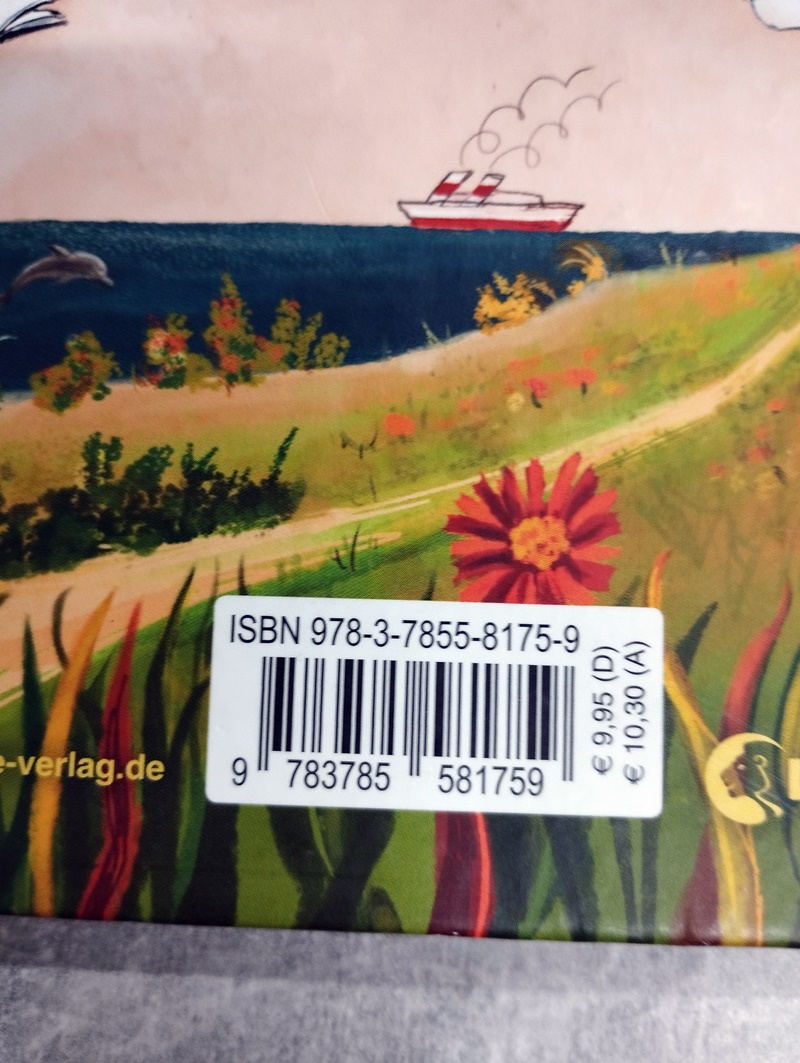 ISBN 978-3-7855-8175-9
9 783785 581759
€ 9,95 (D)
€ 10,30 (A)
e-verlag.de